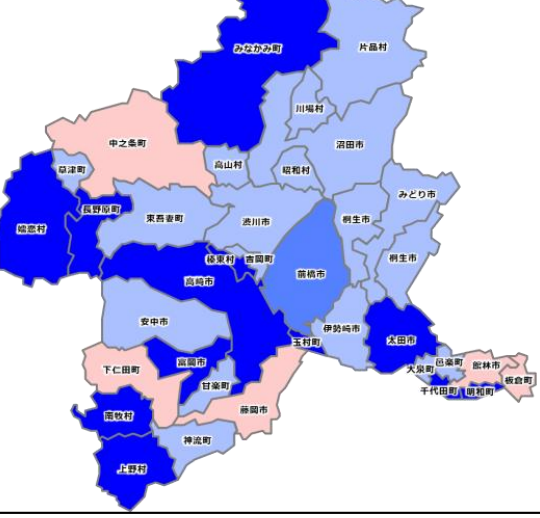 みなかみ町
片品村
川場村
中之条町
沼田市
高山村
草津町
昭和村
みどり市
長野原町
東吾妻町
渋川市
桐生市
嬬恋村
榛東村
吉岡町
桐生市
前橋市
高崎市
安中市
伊勢崎市
玉村町
太田市
富岡市
邑楽町
下仁田町
大泉町
館林市
板倉町
甘楽町
千代田町
明和町
藤岡市
南牧村
神流町
上野村